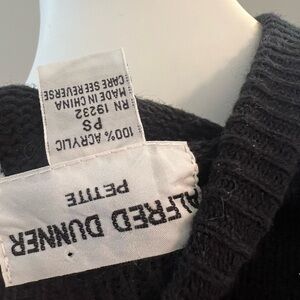 ALFRED DUNNER
PETITE
100% ACRYLIC
PS
RN 19232
MADE IN CHINA
CARE SEE REVERSE